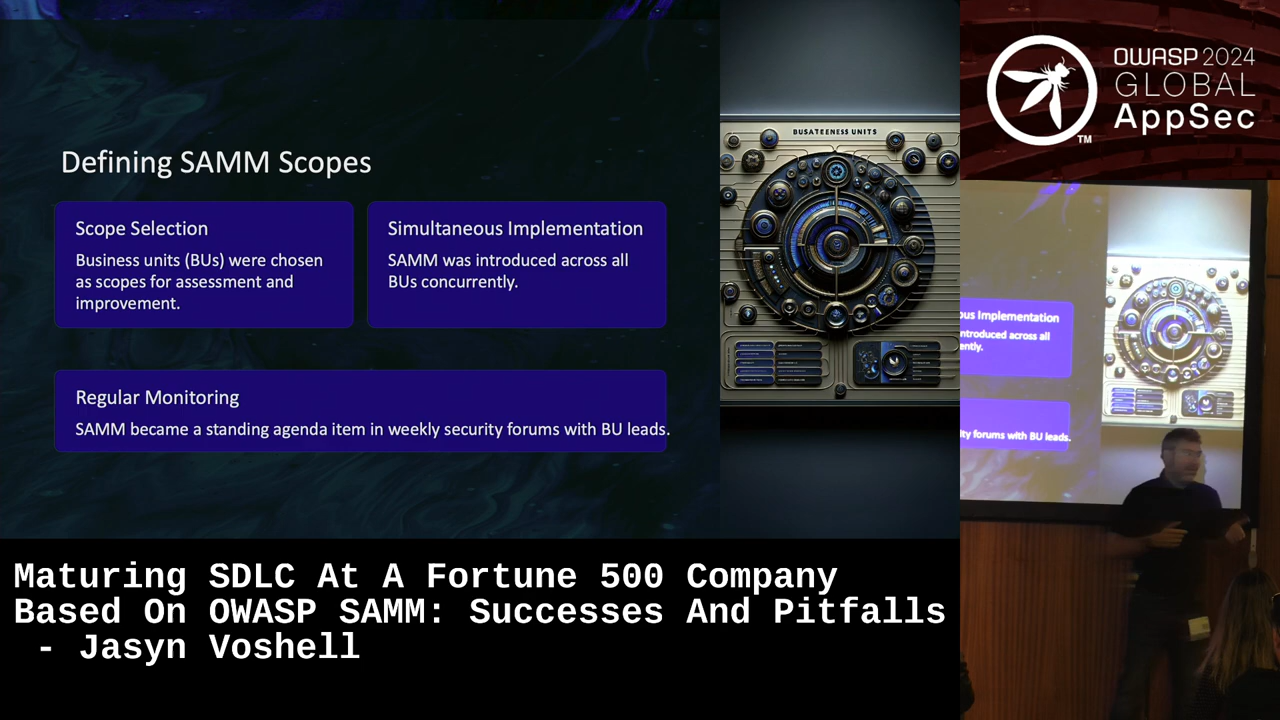 Defining SAMM Scopes
Scope Selection
Business units (BUs) were chosen
as scopes for assessment and
improvement.
Simultaneous Implementation
SAMM was introduced across all
BUs concurrently.
Regular Monitoring
SAMM became a standing agenda item in weekly security forums with BU leads.
BUSATEENESS UNITS
OWASP 2024
GLOBAL
AppSec
TM
ous Implementation
ntroduced across all
ently.
ity forums with BU leads.
Maturing SDLC At A Fortune 500 Company
Based On OWASP SAMM: Successes And Pitfalls
- Jasyn Voshell